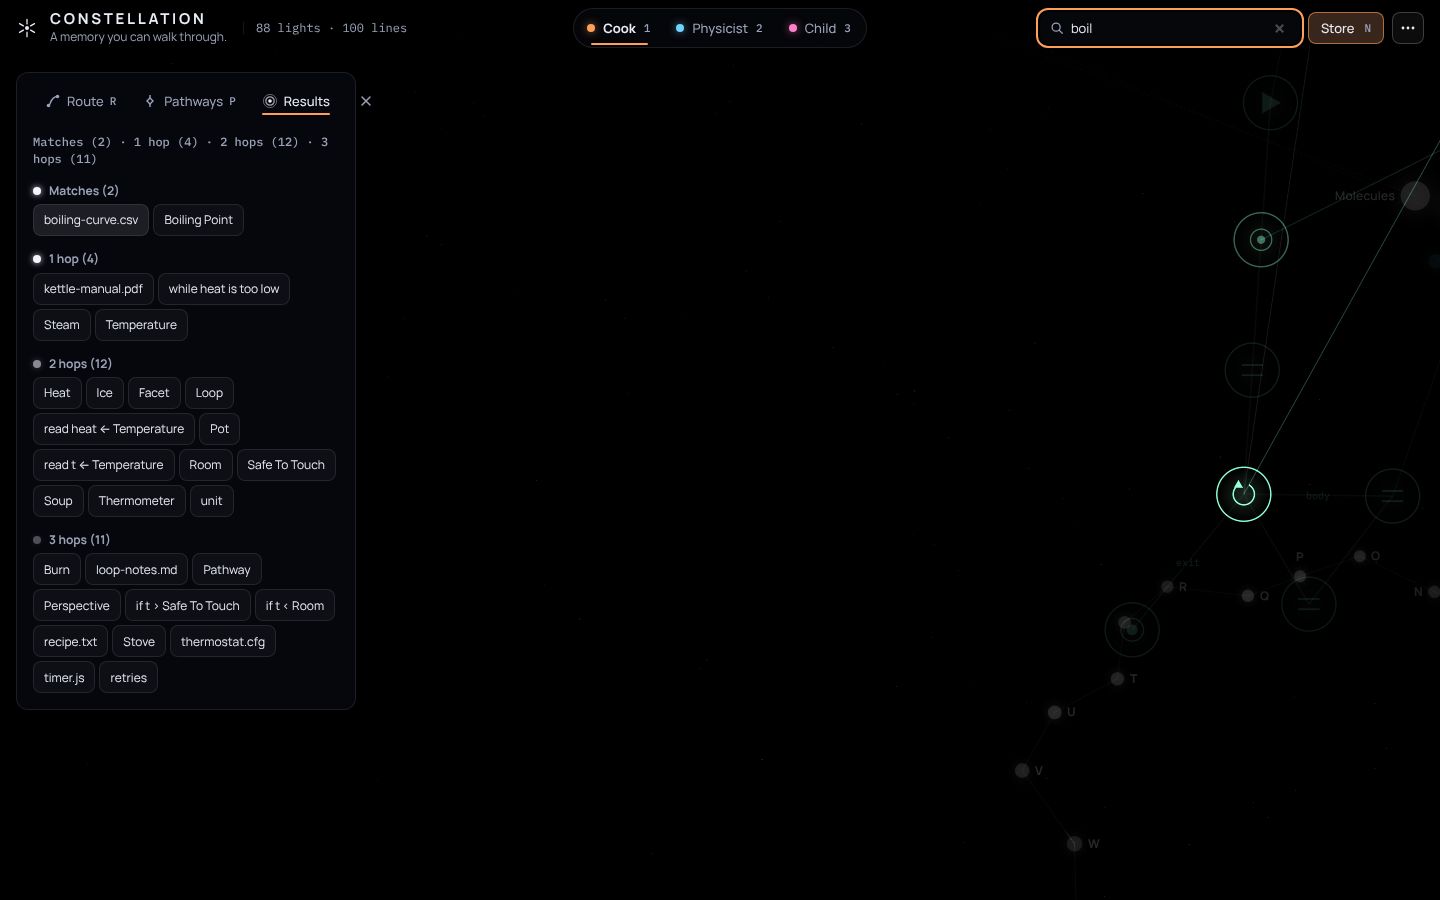 CONSTELLATION
A memory you can walk through.
88 lights · 100 lines
Cook 1
Physicist 2
Child 3
boil
Store N
Route R
Pathways P
Results
Matches (2) · 1 hop (4) · 2 hops (12) · 3
hops (11)
Matches (2)
boiling-curve.csv
Boiling Point
1 hop (4)
kettle-manual.pdf
while heat is too low
Steam
Temperature
2 hops (12)
Heat
Ice
Facet
Loop
read heat ← Temperature
Pot
read t ← Temperature
Room
Safe To Touch
Soup
Thermometer
unit
3 hops (11)
Burn
loop-notes.md
Pathway
Perspective
if t > Safe To Touch
if t < Room
recipe.txt
Stove
thermostat.cfg
timer.js
retries
Molecules
body
exit
P
O
R
Q
N
T
U
V
W